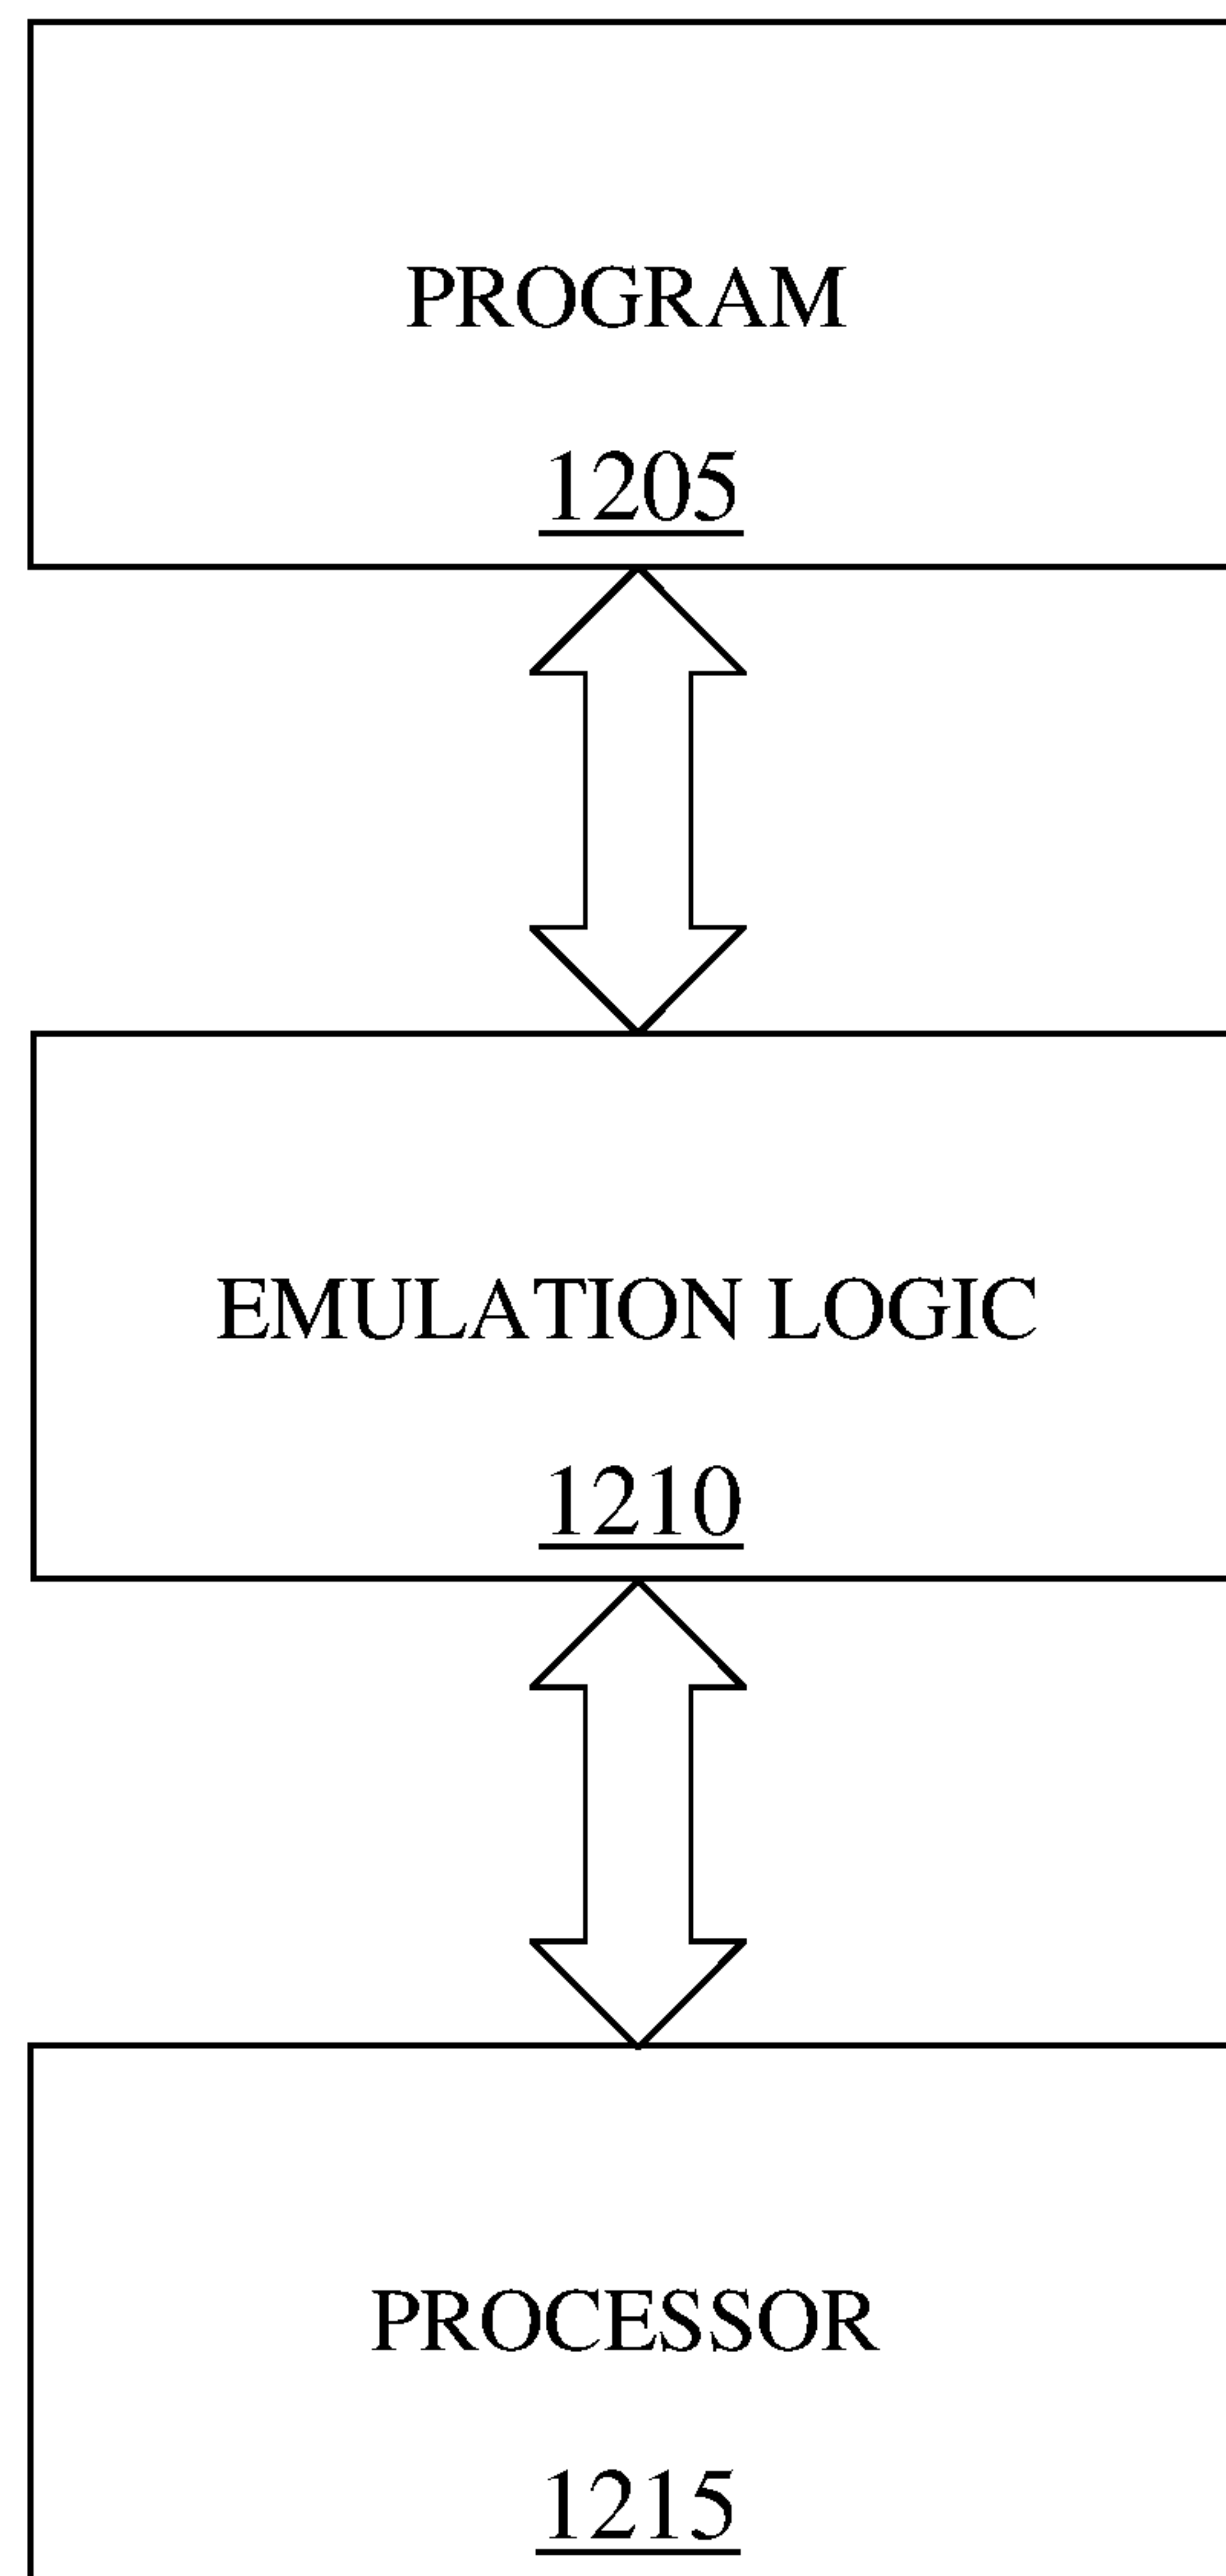 PROGRAM
1205
EMULATION LOGIC
1210
PROCESSOR
1215